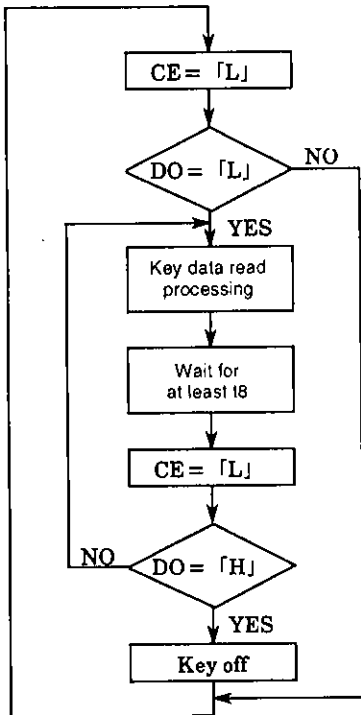 CE = 「L」
DO = 「L」
NO
YES
Key data read
processing
Wait for
at least t8
CE = 「L」
DO = 「H」
NO
YES
Key off